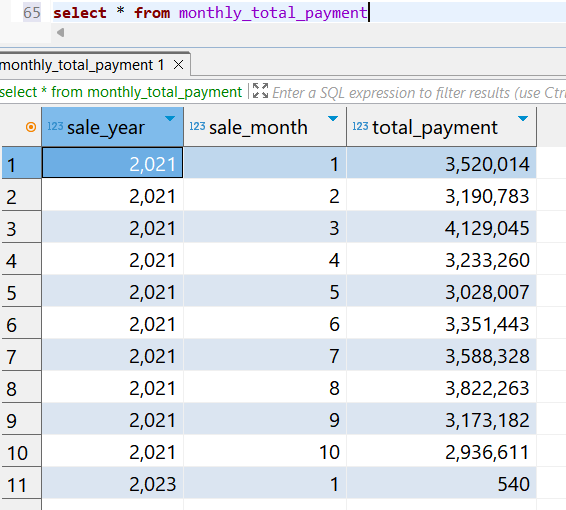 65 select * from monthly_total_payment
monthly_total_payment 1
select * from monthly_total_payment Enter a SQL expression to filter results (use Ctr
123 sale_year 123 sale_month 123 total_payment
1 2,021 1 3,520,014
2 2,021 2 3,190,783
3 2,021 3 4,129,045
4 2,021 4 3,233,260
5 2,021 5 3,028,007
6 2,021 6 3,351,443
7 2,021 7 3,588,328
8 2,021 8 3,822,263
9 2,021 9 3,173,182
10 2,021 10 2,936,611
11 2,023 1 540